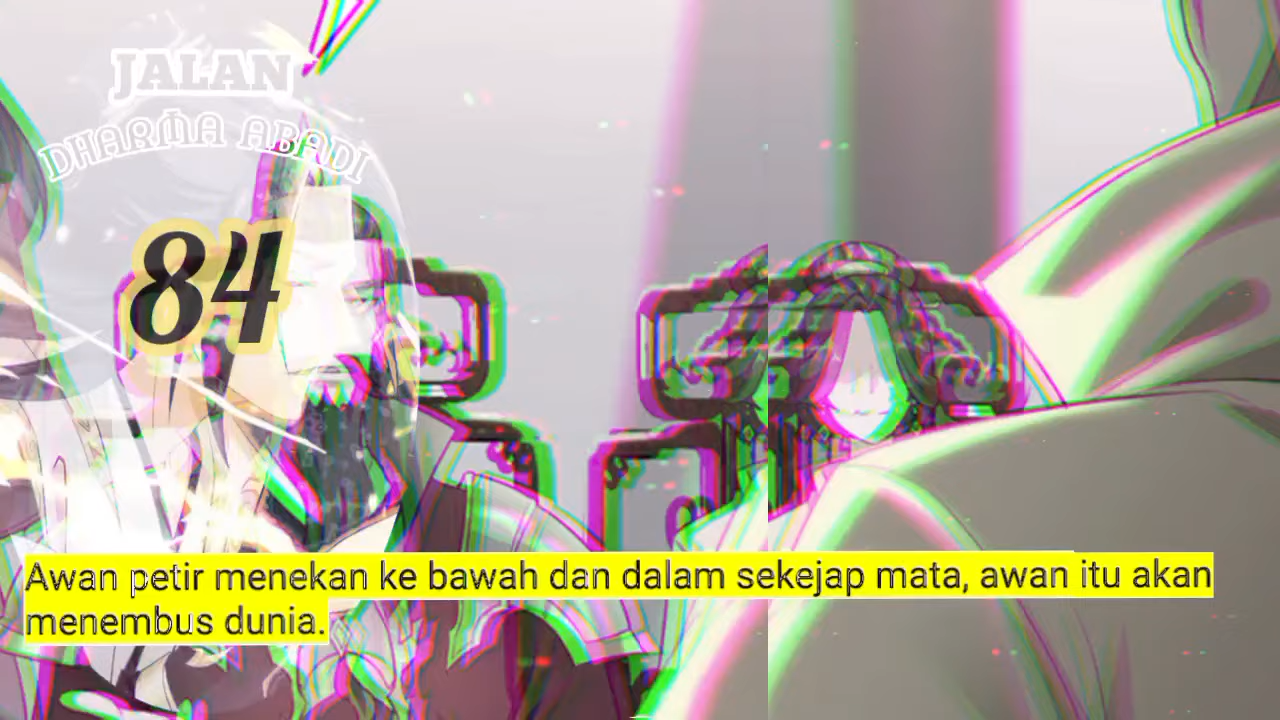 JALAN
DHARMA ABADI
84
Awan petir menekan ke bawah dan dalam sekejap mata, awan itu akan
menembus dunia.